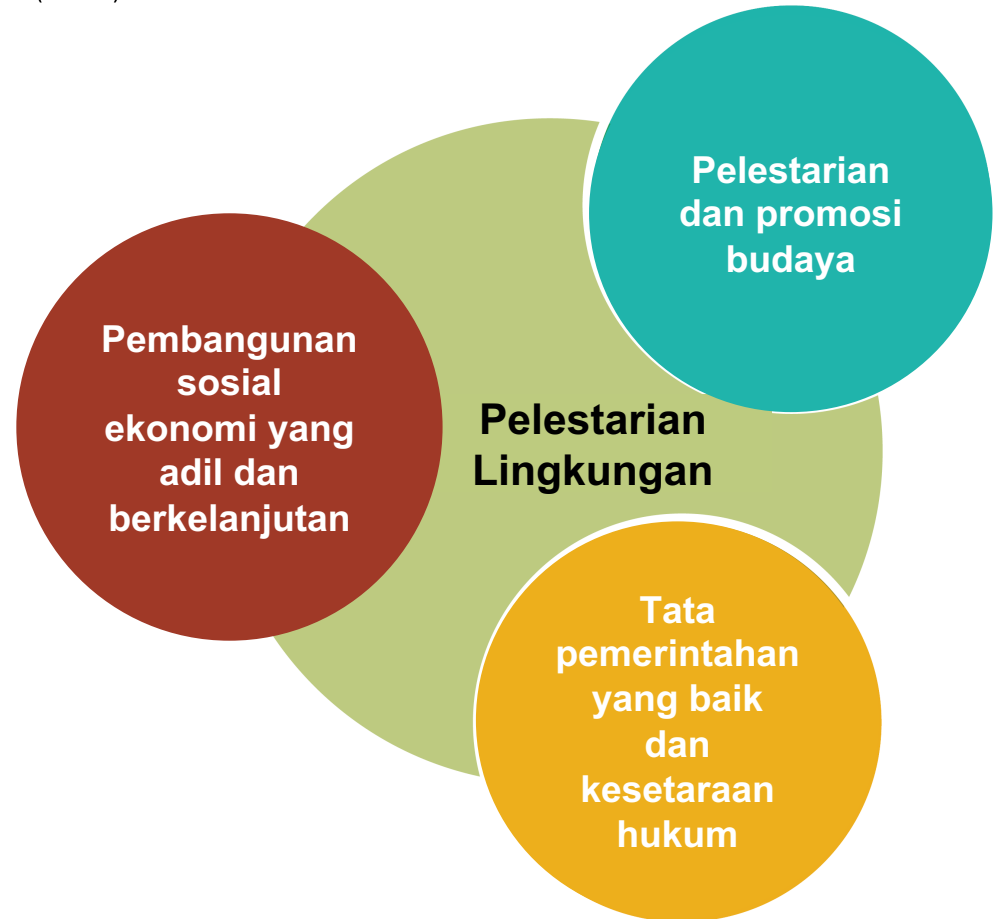 Pelestarian
dan promosi
budaya
Pembangunan
sosial
ekonomi yang
adil dan
berkelanjutan
Pelestarian
Lingkungan
Tata
pemerintahan
yang baik
dan
kesetaraan
hukum